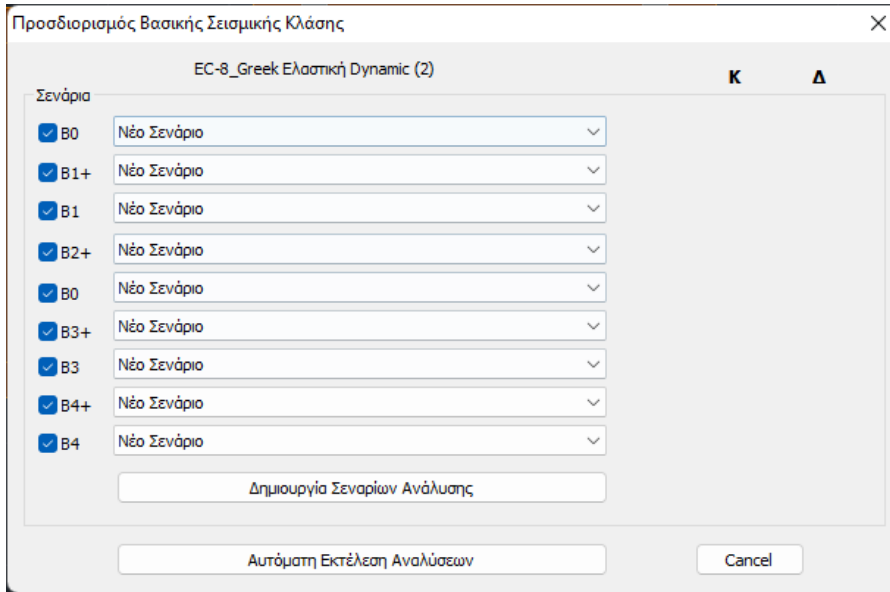 Προσδιορισμός Βασικής Σεισμικής Κλάσης
EC-8_Greek Ελαστική Dynamic (2)
Κ Δ
Σενάρια
B0 Νέο Σενάριο
B1+ Νέο Σενάριο
B1 Νέο Σενάριο
B2+ Νέο Σενάριο
B0 Νέο Σενάριο
B3+ Νέο Σενάριο
B3 Νέο Σενάριο
B4+ Νέο Σενάριο
B4 Νέο Σενάριο
Δημιουργία Σεναρίων Ανάλυσης
Αυτόματη Εκτέλεση Αναλύσεων Cancel